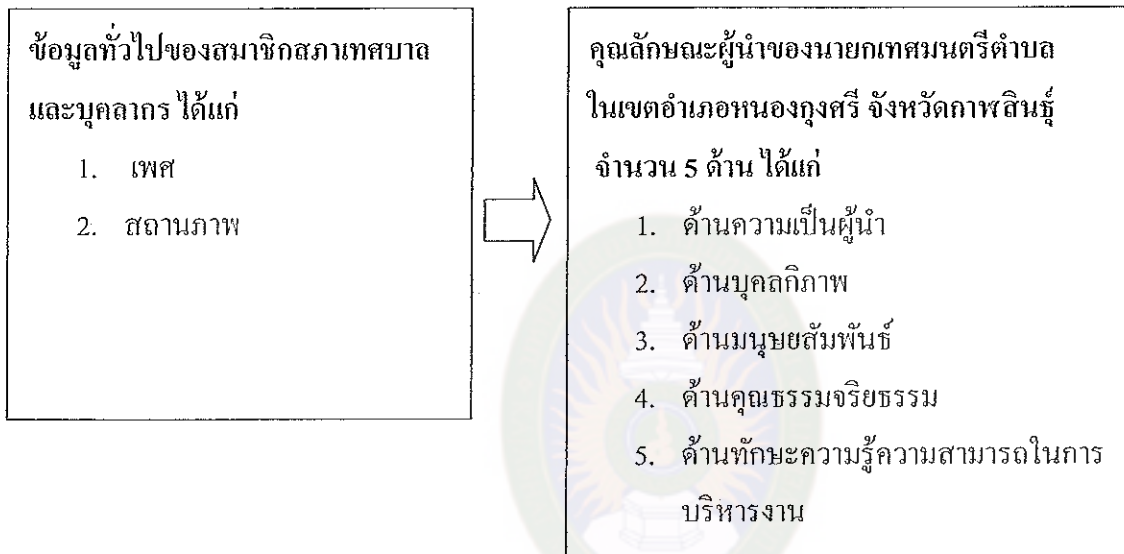 ข้อมูลทั่วไปของสมาชิกสภาเทศบาล
และบุคลากร ได้แก่
1. เพศ
2. สถานภาพ
คุณลักษณะผู้นำของนายกเทศมนตรีตำบล
ในเขตอำเภอหนองกุงศรี จังหวัดกาฬสินธุ์
จำนวน 5 ด้าน ได้แก่
1. ด้านความเป็นผู้นำ
2. ด้านบุคลกิภาพ
3. ด้านมนุษยสัมพันธ์
4. ด้านคุณธรรมจริยธรรม
5. ด้านทักษะความรู้ความสามารถในการ
บริหารงาน